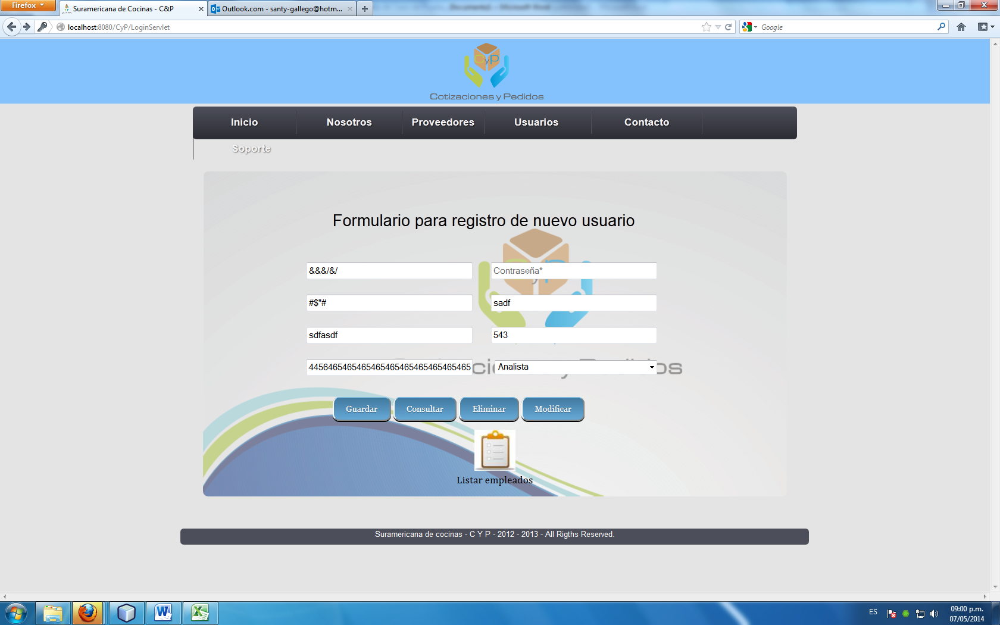 Firefox
Suramericana de Cocinas - C&P
Outlook.com - santy-gallego@hotm...
localhost:8080/CyP/LoginServlet
Google
CyP
Cotizaciones y Pedidos
Inicio Nosotros Proveedores Usuarios Contacto
Soporte
Formulario para registro de nuevo usuario
&&&/&/ Contraseña*
#$"# sadf
sdfasdf 543
4456465465465465465465465465465465 Analista
Guardar Consultar Eliminar Modificar
Listar empleados
Suramericana de cocinas - C Y P - 2012 - 2013 - All Rigths Reserved.
ES
09:00 p.m.
07/05/2014